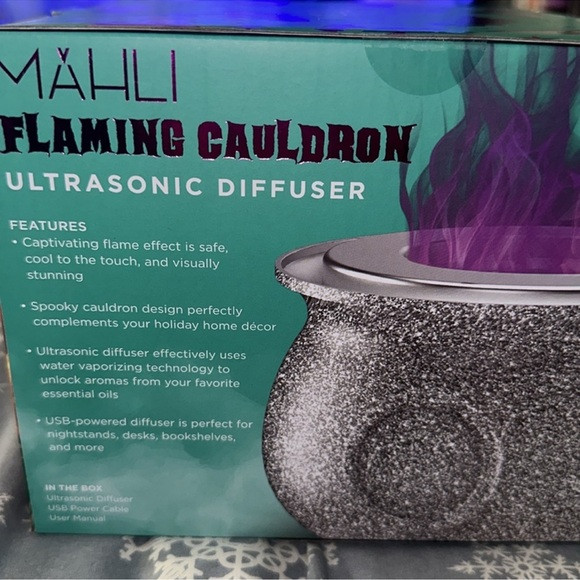 MÄHLI
FLAMING CAULDRON
ULTRASONIC DIFFUSER
FEATURES
• Captivating flame effect is safe,
cool to the touch, and visually
stunning
• Spooky cauldron design perfectly
complements your holiday home décor
• Ultrasonic diffuser effectively uses
water vaporizing technology to
unlock aromas from your favorite
essential oils
• USB-powered diffuser is perfect for
nightstands, desks, bookshelves,
and more
IN THE BOX
Ultrasonic Diffuser
USB Power Cable
User Manual